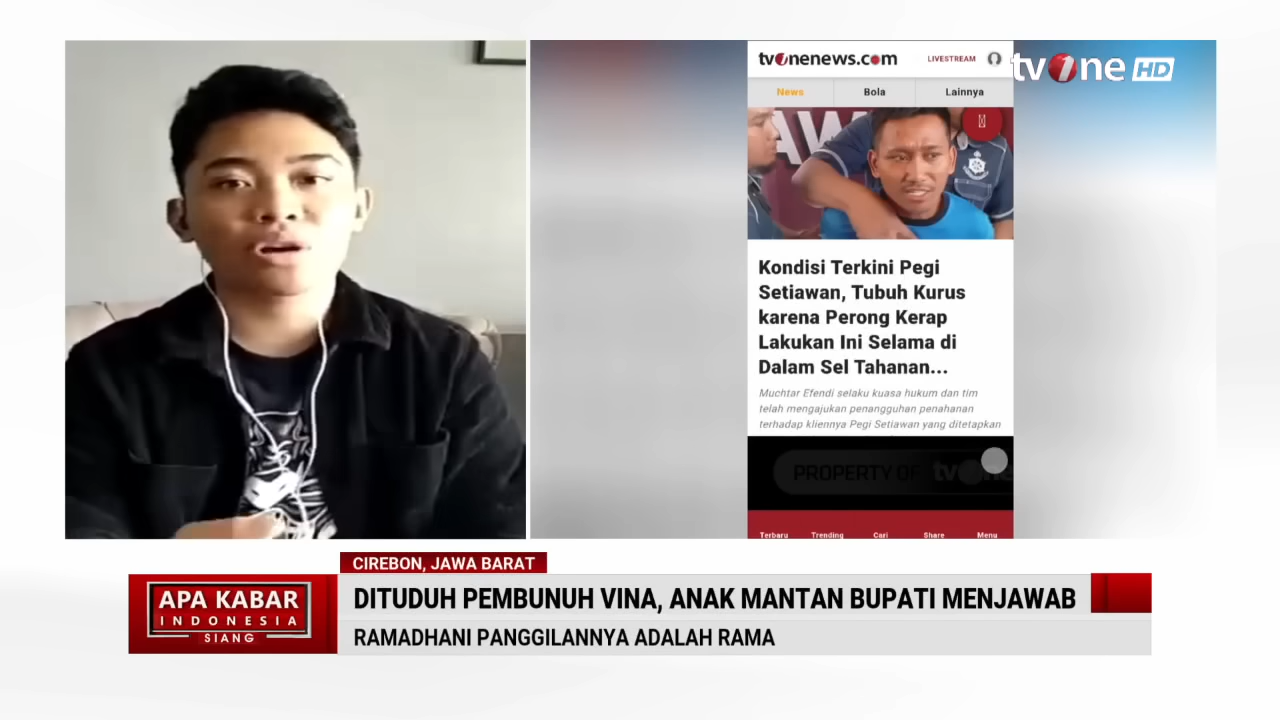 tvOnenews.com
LIVESTREAM
tvOne HD
News
Bola
Lainnya
Kondisi Terkini Pegi
Setiawan, Tubuh Kurus
karena Perong Kerap
Lakukan Ini Selama di
Dalam Sel Tahanan...
Muchtar Efendi selaku kuasa hukum dan tim
telah mengajukan penangguhan penahanan
terhadap kliennya Pegi Setiawan yang ditetapkan
PROPERTY OF tvOne
Terbaru
Trending
Cari
Share
Menu
CIREBON, JAWA BARAT
APA KABAR
INDONESIA
SIANG
DITUDUH PEMBUNUH VINA, ANAK MANTAN BUPATI MENJAWAB
RAMADHANI PANGGILANNYA ADALAH RAMA